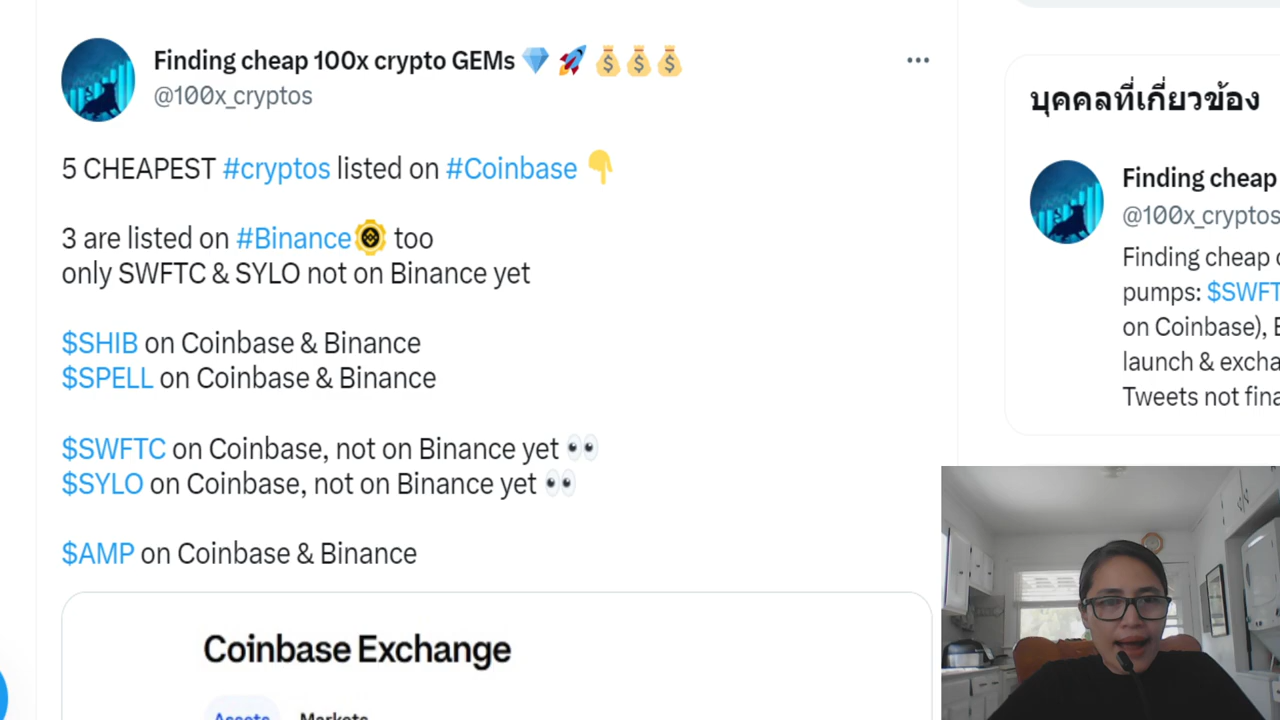 Finding cheap 100x crypto GEMs 💎 🚀 💰💰💰
@100x_cryptos
5 CHEAPEST #cryptos listed on #Coinbase 👇
3 are listed on #Binance too
only SWFTC & SYLO not on Binance yet
$SHIB on Coinbase & Binance
$SPELL on Coinbase & Binance
$SWFTC on Coinbase, not on Binance yet 👀
$SYLO on Coinbase, not on Binance yet 👀
$AMP on Coinbase & Binance
Coinbase Exchange
Assets Markets
บุคคลที่เกี่ยวข้อง
Finding cheap
@100x_cryptos
Finding cheap
pumps: $SWFT
on Coinbase),
launch & excha
Tweets not fina